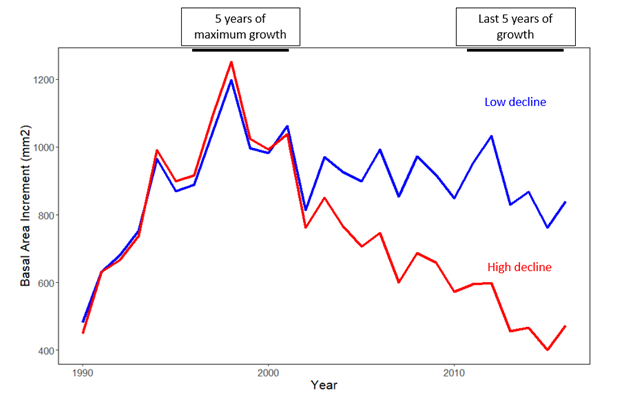 5 years of
maximum growth
Last 5 years of
growth
Low decline
High decline
Basal Area Increment (mm2)
1200
1000
800
600
400
1990
2000
2010
Year